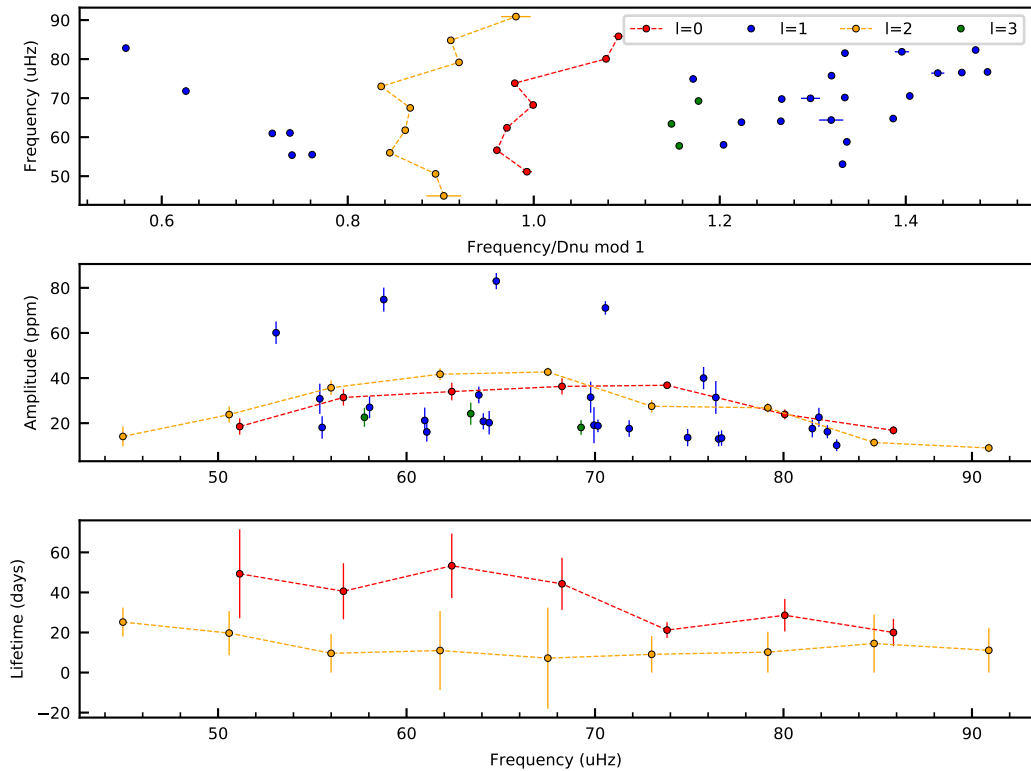 90
80
70
60
50
Frequency (uHz)
l=0 l=1 l=2 l=3
0.6 0.8 1.0 1.2 1.4
Frequency/Dnu mod 1
80
60
40
20
Amplitude (ppm)
50 60 70 80 90
60
40
20
0
−20
Lifetime (days)
50 60 70 80 90
Frequency (uHz)